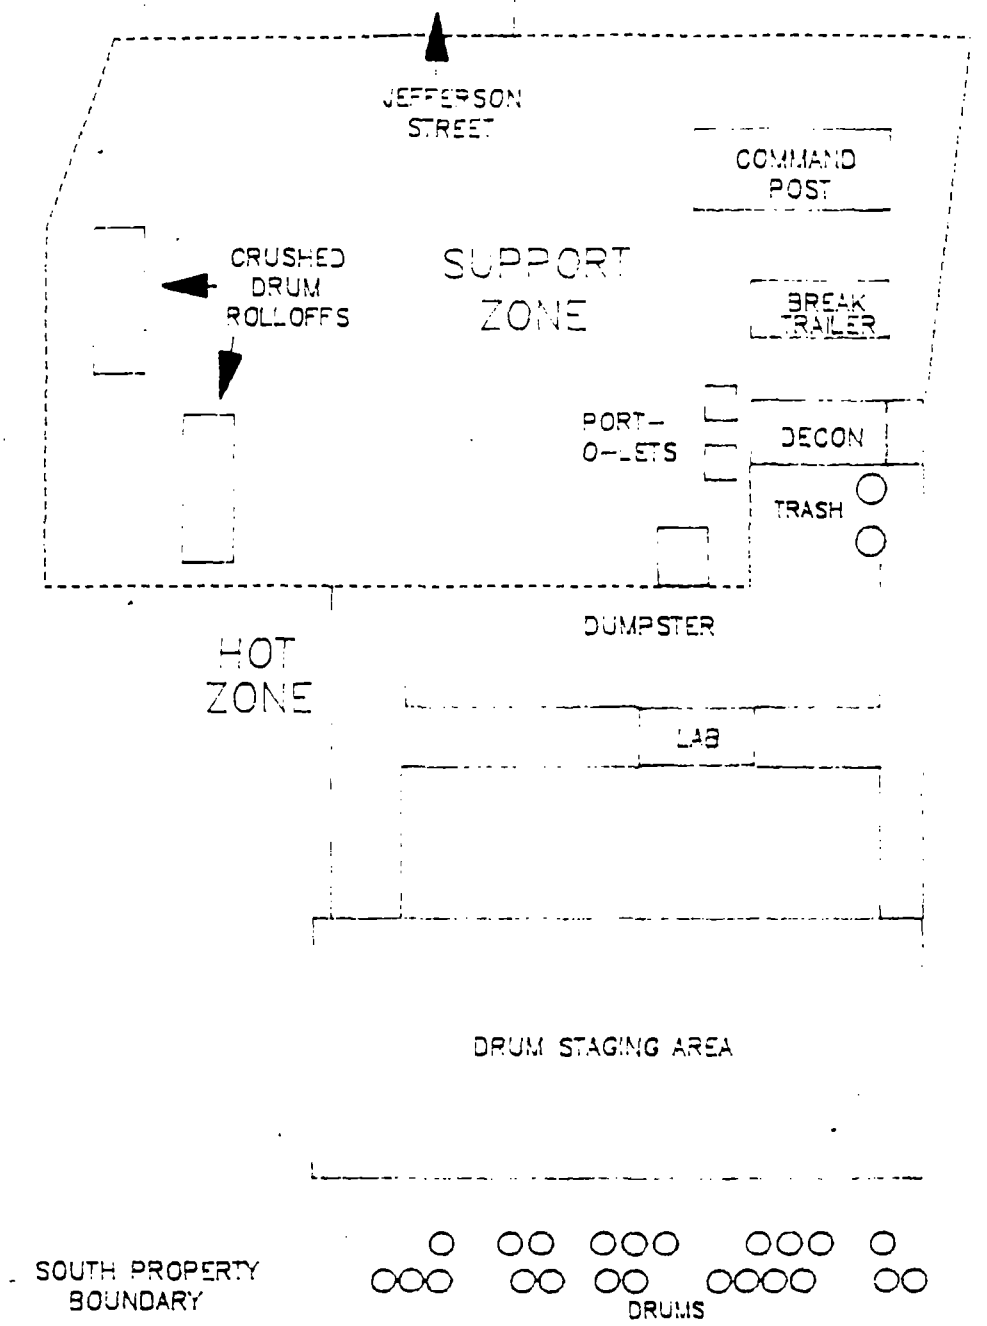 JEFFERSON
STREET
COMMAND
POST
CRUSHED
DRUM
ROLLOFFS
SUPPORT
ZONE
BREAK
TRAILER
PORT-
O-LETS
DECON
TRASH
DUMPSTER
HOT
ZONE
LAB
DRUM STAGING AREA
SOUTH PROPERTY
BOUNDARY
DRUMS